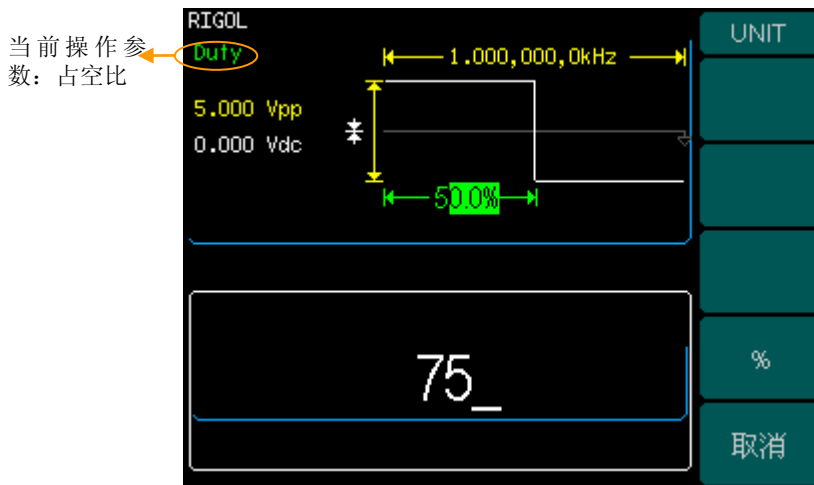 当前操作参
数：占空比
RIGOL
UNIT
Duty
1.000,000,0kHz
5.000 Vpp
0.000 Vdc
50.0%
75_
%
取消